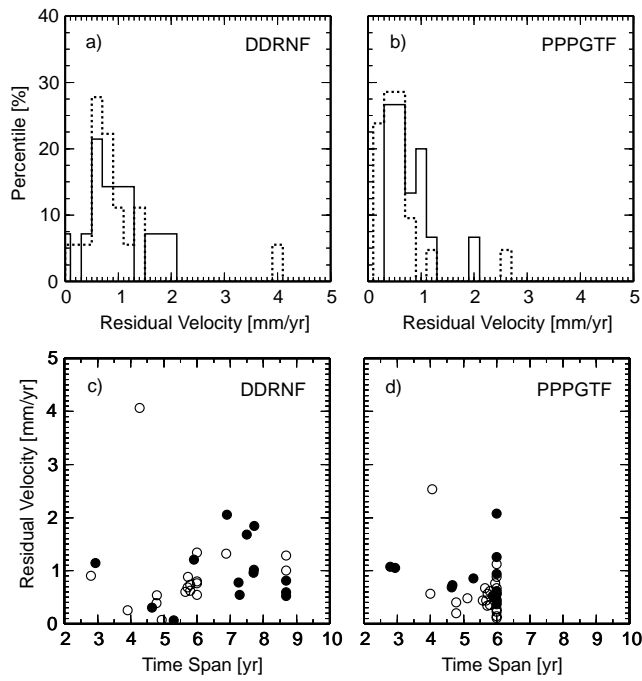 a) DDRNF
b) PPPGTF
40
30
20
10
0
Percentile [%]
0 1 2 3 4 5
0 1 2 3 4 5
Residual Velocity [mm/yr]
Residual Velocity [mm/yr]
c) DDRNF
d) PPPGTF
5
4
3
2
1
0
Residual Velocity [mm/yr]
2 3 4 5 6 7 8 9 10
2 3 4 5 6 7 8 9 10
Time Span [yr]
Time Span [yr]